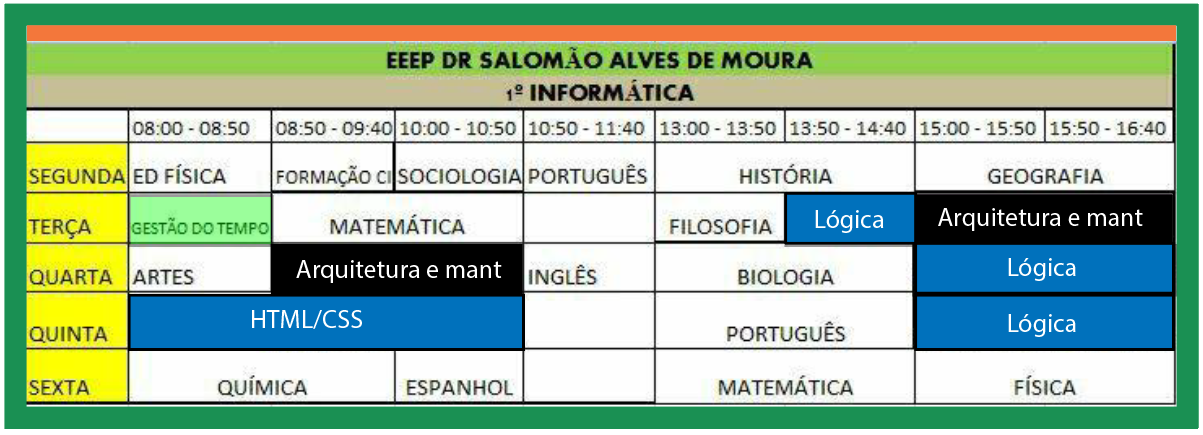 EEEP DR SALOMÃO ALVES DE MOURA
1º INFORMÁTICA
08:00 - 08:50 08:50 - 09:40 10:00 - 10:50 10:50 - 11:40 13:00 - 13:50 13:50 - 14:40 15:00 - 15:50 15:50 - 16:40
SEGUNDA ED FÍSICA FORMAÇÃO CI SOCIOLOGIA PORTUGUÊS HISTÓRIA GEOGRAFIA
TERÇA GESTÃO DO TEMPO MATEMÁTICA FILOSOFIA Lógica Arquitetura e mant
QUARTA ARTES Arquitetura e mant INGLÊS BIOLOGIA Lógica
QUINTA HTML/CSS PORTUGUÊS Lógica
SEXTA QUÍMICA ESPANHOL MATEMÁTICA FÍSICA